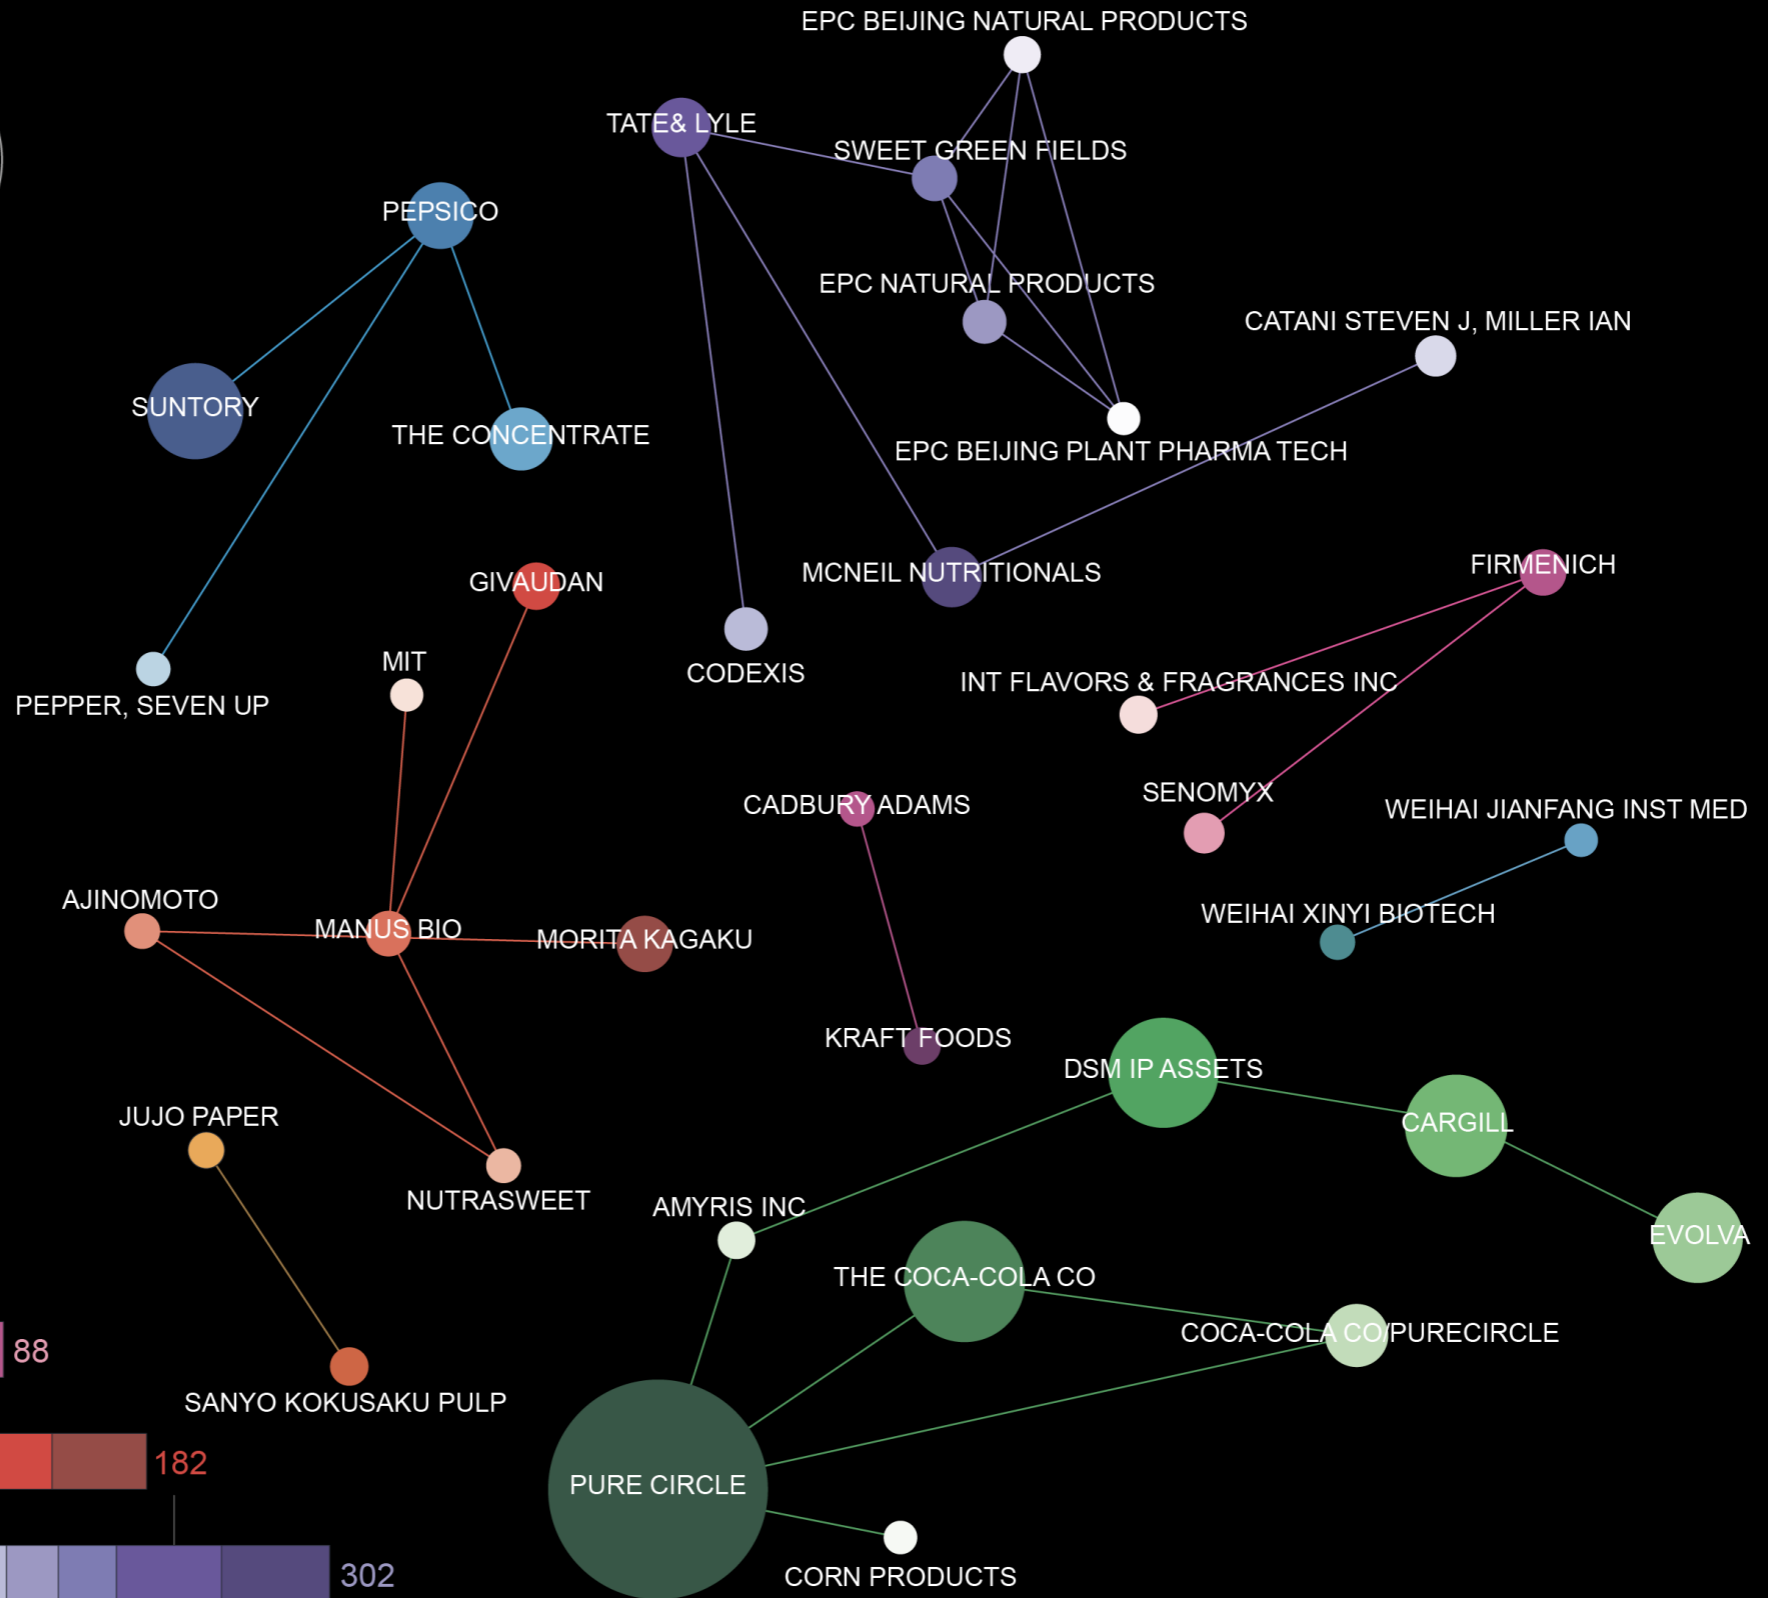 EPC BEIJING NATURAL PRODUCTS
TATE& LYLE
SWEET GREEN FIELDS
PEPSICO
EPC NATURAL PRODUCTS
CATANI STEVEN J, MILLER IAN
SUNTORY
THE CONCENTRATE
EPC BEIJING PLANT PHARMA TECH
GIVAUDAN
MCNEIL NUTRITIONALS
FIRMENICH
MIT
CODEXIS
INT FLAVORS & FRAGRANCES INC
PEPPER, SEVEN UP
SENOMYX
CADBURY ADAMS
WEIHAI JIANFANG INST MED
AJINOMOTO
MANUS BIO
MORITA KAGAKU
WEIHAI XINYI BIOTECH
KRAFT FOODS
DSM IP ASSETS
JUJO PAPER
CARGILL
NUTRASWEET
AMYRIS INC
EVOLVA
THE COCA-COLA CO
COCA-COLA CO/PURECIRCLE
88
SANYO KOKUSAKU PULP
182
PURE CIRCLE
302
CORN PRODUCTS